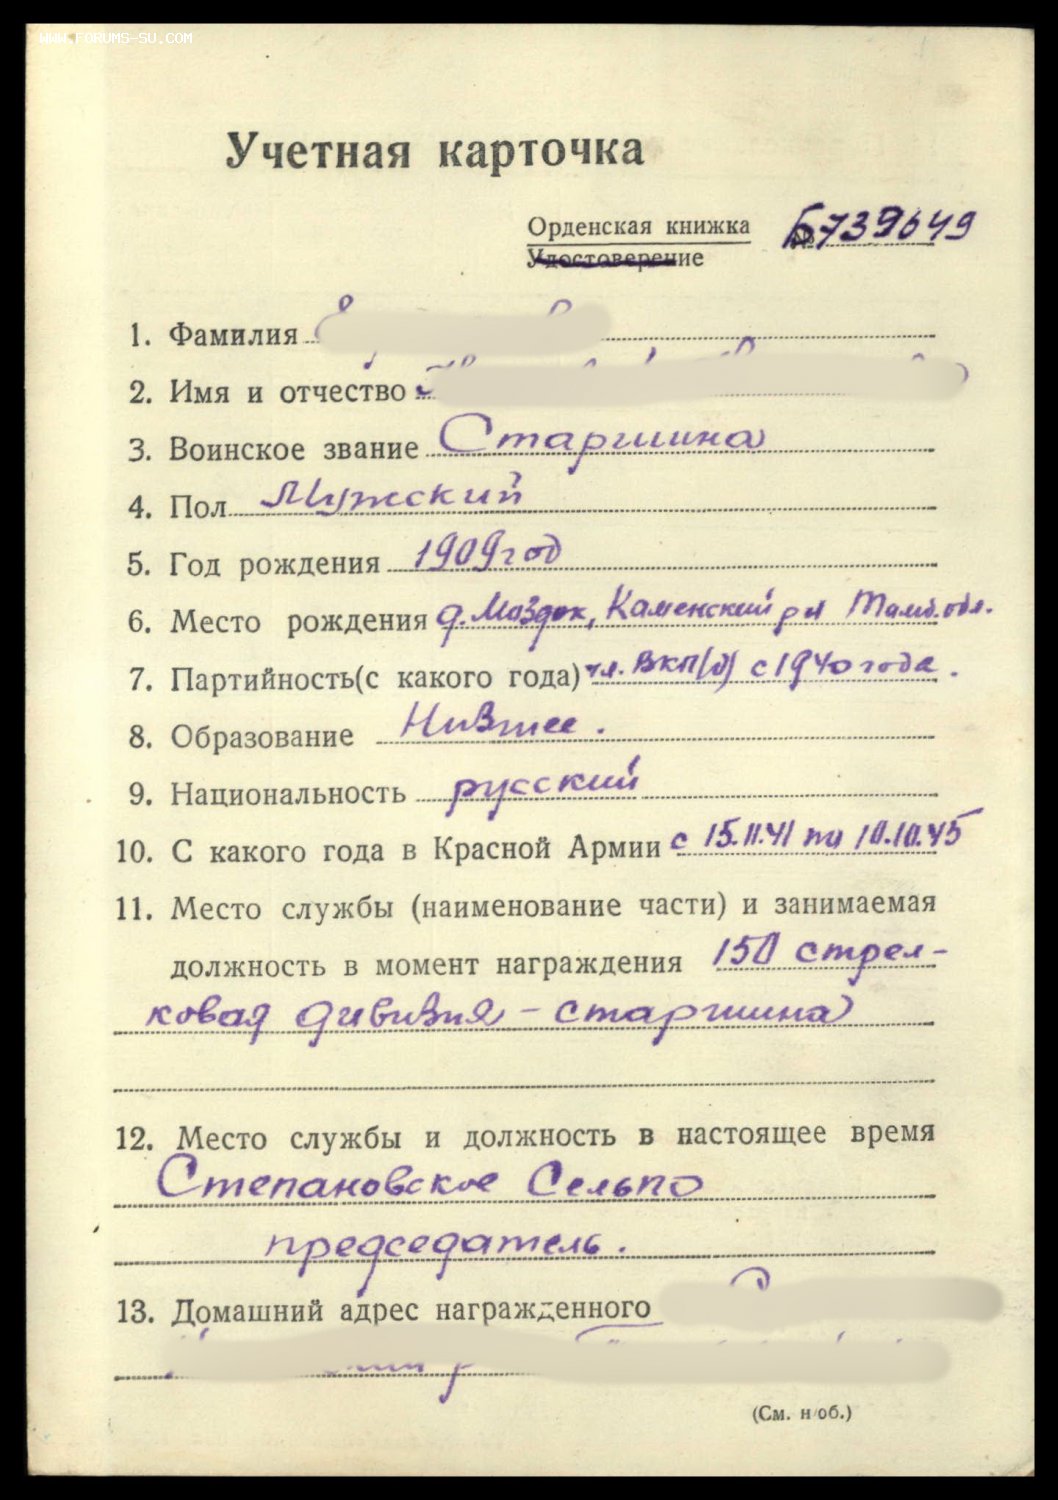 WWW.FORUMS-SU.COM
Учетная карточка
Орденская книжка № Б739649
Удостоверение
1. Фамилия
2. Имя и отчество
3. Воинское звание Старшина
4. Пол Мужский
5. Год рождения 1909 год
6. Место рождения д. Моздок, Каменский р-н Тамб. обл.
7. Партийность(с какого года) чл. ВКП(б) с 1940 года.
8. Образование Низшее.
9. Национальность русский
10. С какого года в Красной Армии с 15.11.41 по 10.10.45
11. Место службы (наименование части) и занимаемая
должность в момент награждения 150 стрел-
ковая дивизия - старшина
12. Место службы и должность в настоящее время
Степановское Сельпо
председатель.
13. Домашний адрес награжденного
(См. н/об.)